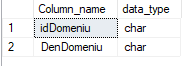 Column_name data_type
1 idDomeniu char
2 DenDomeniu char